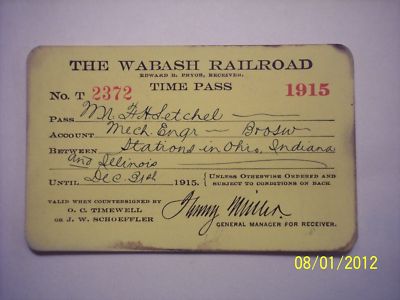 THE WABASH RAILROAD
EDWARD B. PRYOR, RECEIVER.
TIME PASS
No. T 2372 1915
PASS Mr. F. H. Setchel
ACCOUNT Mech Engr —
BETWEEN Stations in Ohio, Indiana
and Illinois
UNTIL Dec. 31st 1915. { UNLESS OTHERWISE ORDERED AND
SUBJECT TO CONDITIONS ON BACK
VALID WHEN COUNTERSIGNED BY
O. C. TIMEWELL
OR J. W. SCHOEFFLER
Henry Miller
GENERAL MANAGER FOR RECEIVER.
08/01/2012